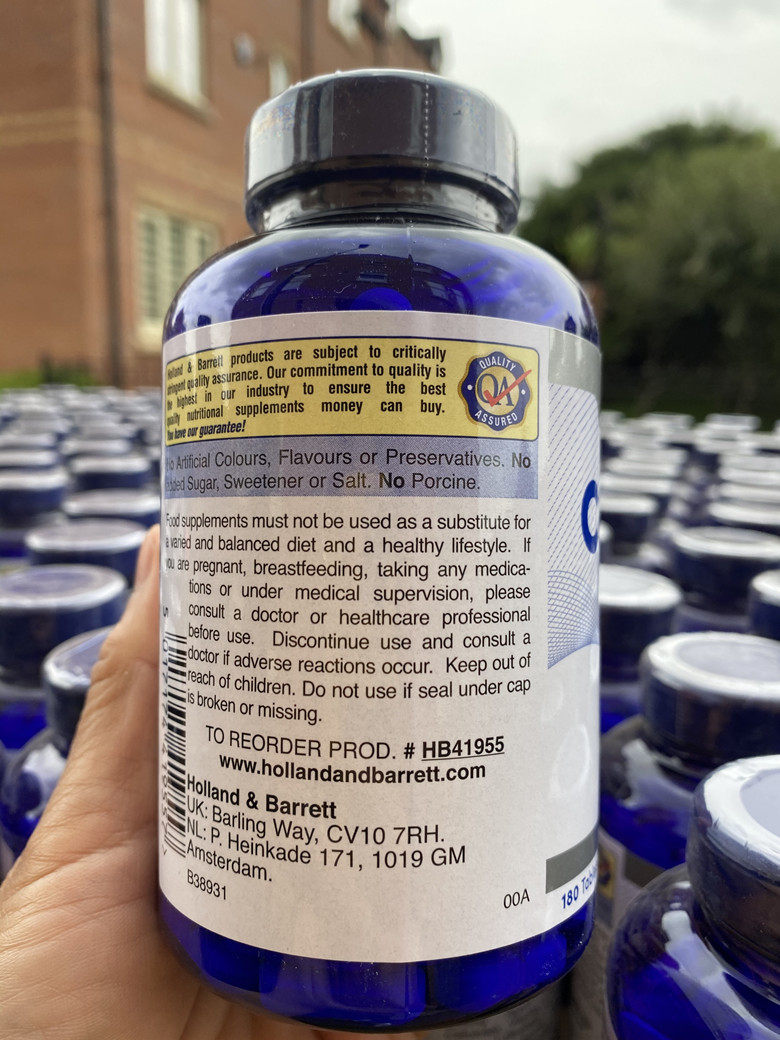 Holland & Barrett products are subject to critically
stringent quality assurance. Our commitment to quality is
the highest in our industry to ensure the best
quality nutritional supplements money can buy.
You have our guarantee!
QUALITY
QA
ASSURED
No Artificial Colours, Flavours or Preservatives. No
Added Sugar, Sweetener or Salt. No Porcine.
Food supplements must not be used as a substitute for
a varied and balanced diet and a healthy lifestyle. If
you are pregnant, breastfeeding, taking any medica-
tions or under medical supervision, please
consult a doctor or healthcare professional
before use. Discontinue use and consult a
doctor if adverse reactions occur. Keep out of
reach of children. Do not use if seal under cap
is broken or missing.
TO REORDER PROD. # HB41955
www.hollandandbarrett.com
Holland & Barrett
UK: Barling Way, CV10 7RH.
NL: P. Heinkade 171, 1019 GM
Amsterdam.
B38931
00A
180